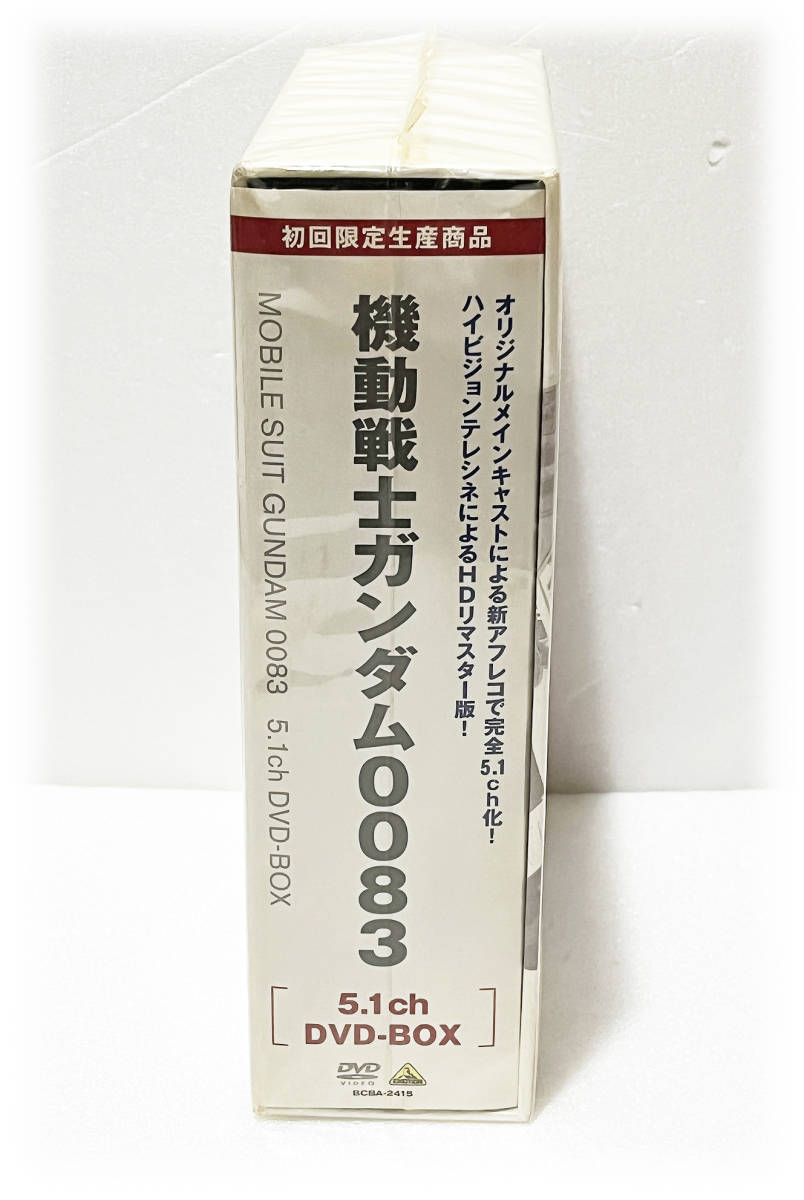 初回限定生産商品
オリジナルメインキャストによる新アフレコで完全5.1ch化！
ハイビジョンテレシネによるHDリマスター版！
機動戦士ガンダム0083
MOBILE SUIT GUNDAM 0083 5.1ch DVD-BOX
5.1ch
DVD-BOX
DVD
VIDEO
BCBA-2415